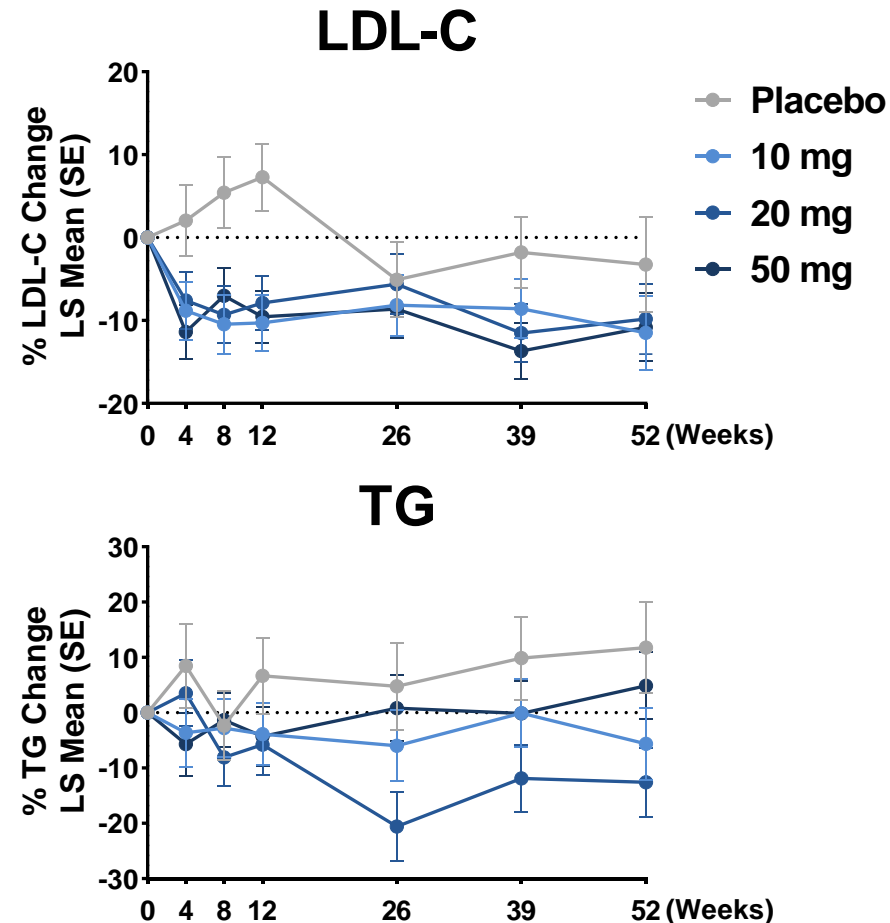 LDL-C
% LDL-C Change
LS Mean (SE)
20
10
0
-10
-20
0 4 8 12 26 39 52 (Weeks)
Placebo
10 mg
20 mg
50 mg
TG
% TG Change
LS Mean (SE)
30
20
10
0
-10
-20
-30
0 4 8 12 26 39 52 (Weeks)